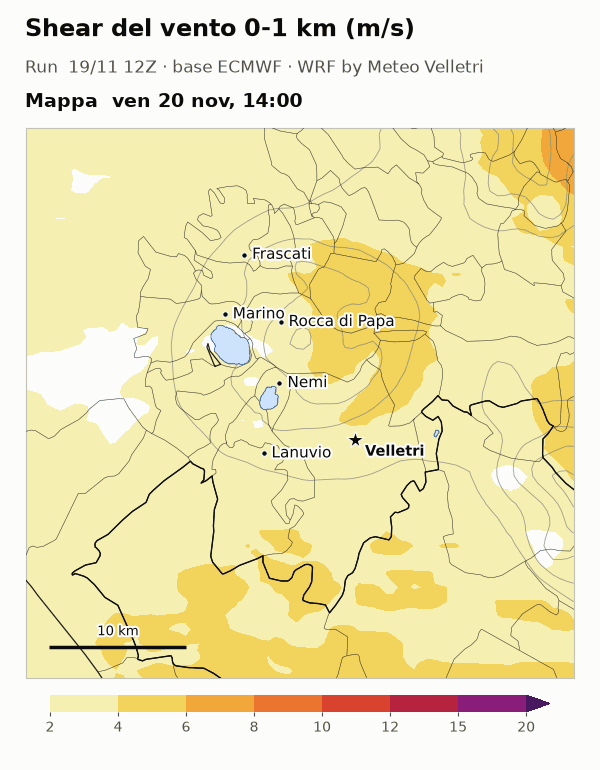 Shear del vento 0-1 km (m/s)
Run  19/11 12Z · base ECMWF · WRF by Meteo Velletri
Mappa  ven 20 nov, 14:00
Frascati
Marino
Rocca di Papa
Nemi
Velletri
Lanuvio
10 km
2 4 6 8 10 12 15 20